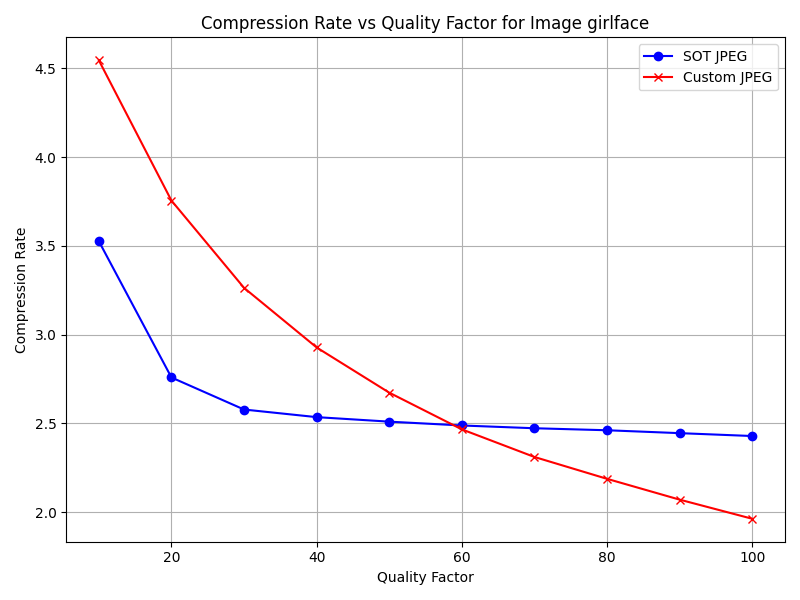 Compression Rate vs Quality Factor for Image girlface
SOT JPEG
Custom JPEG
Compression Rate
4.5
4.0
3.5
3.0
2.5
2.0
20
40
60
80
100
Quality Factor